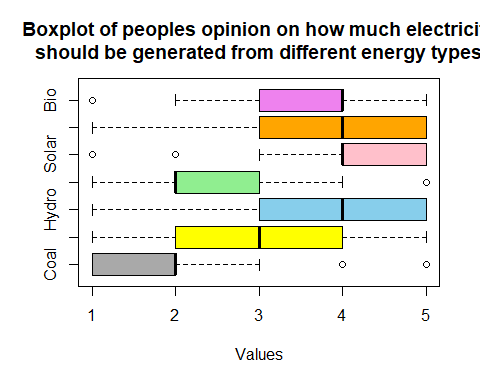 Boxplot of peoples opinion on how much electrici
should be generated from different energy types
Bio
Solar
Hydro
Coal
1 2 3 4 5
Values